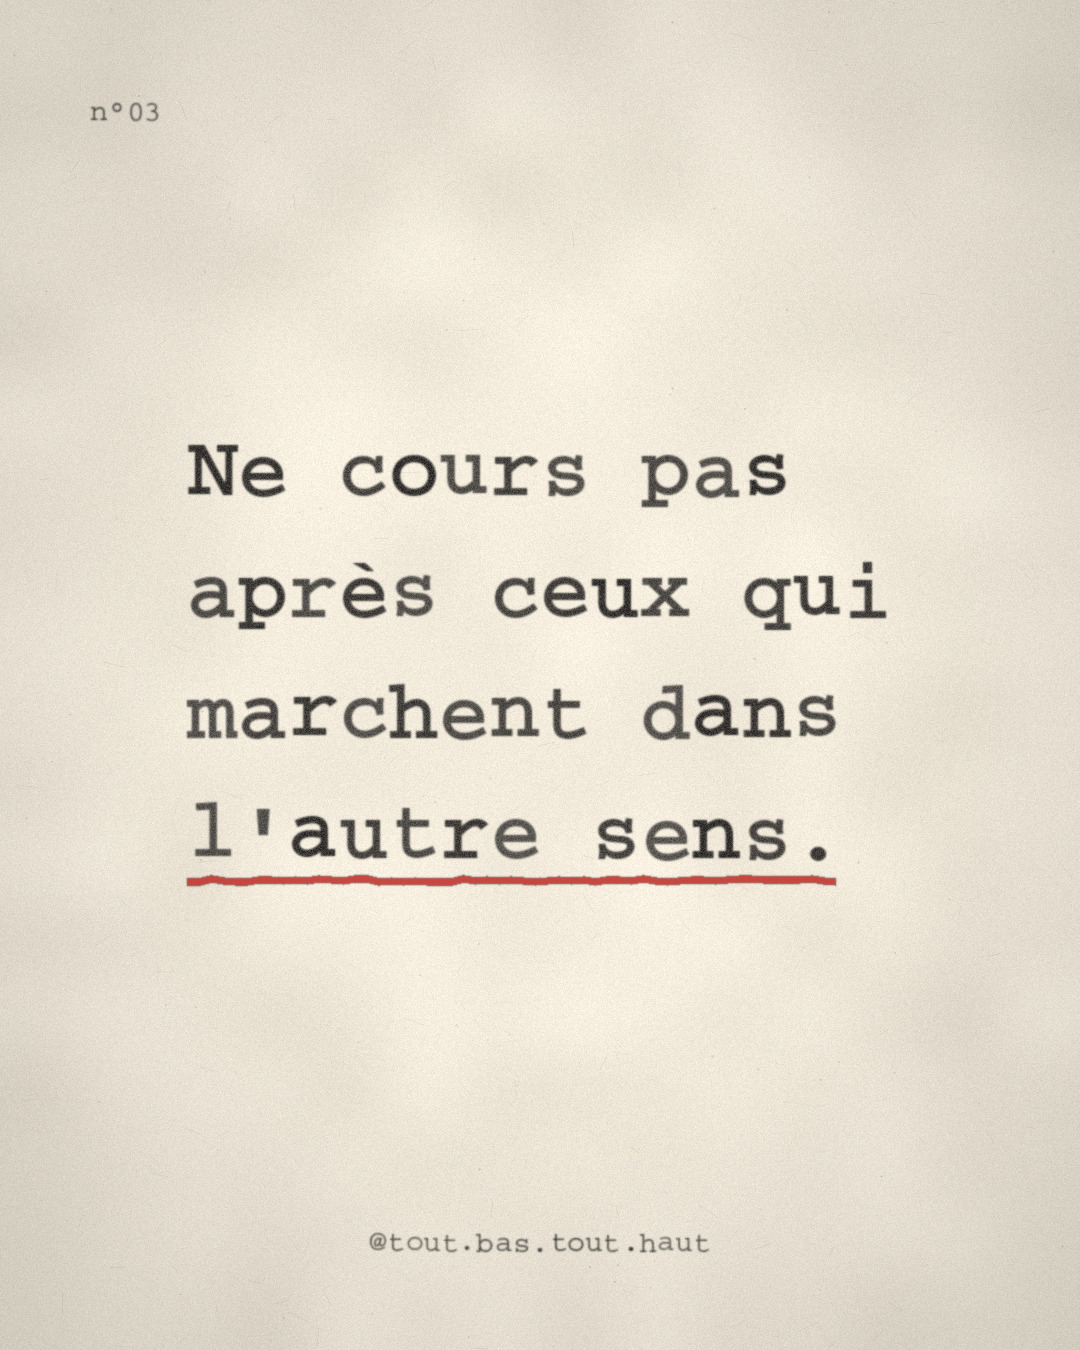 n°03
Ne cours pas
après ceux qui
marchent dans
l'autre sens.
@tout.bas.tout.haut